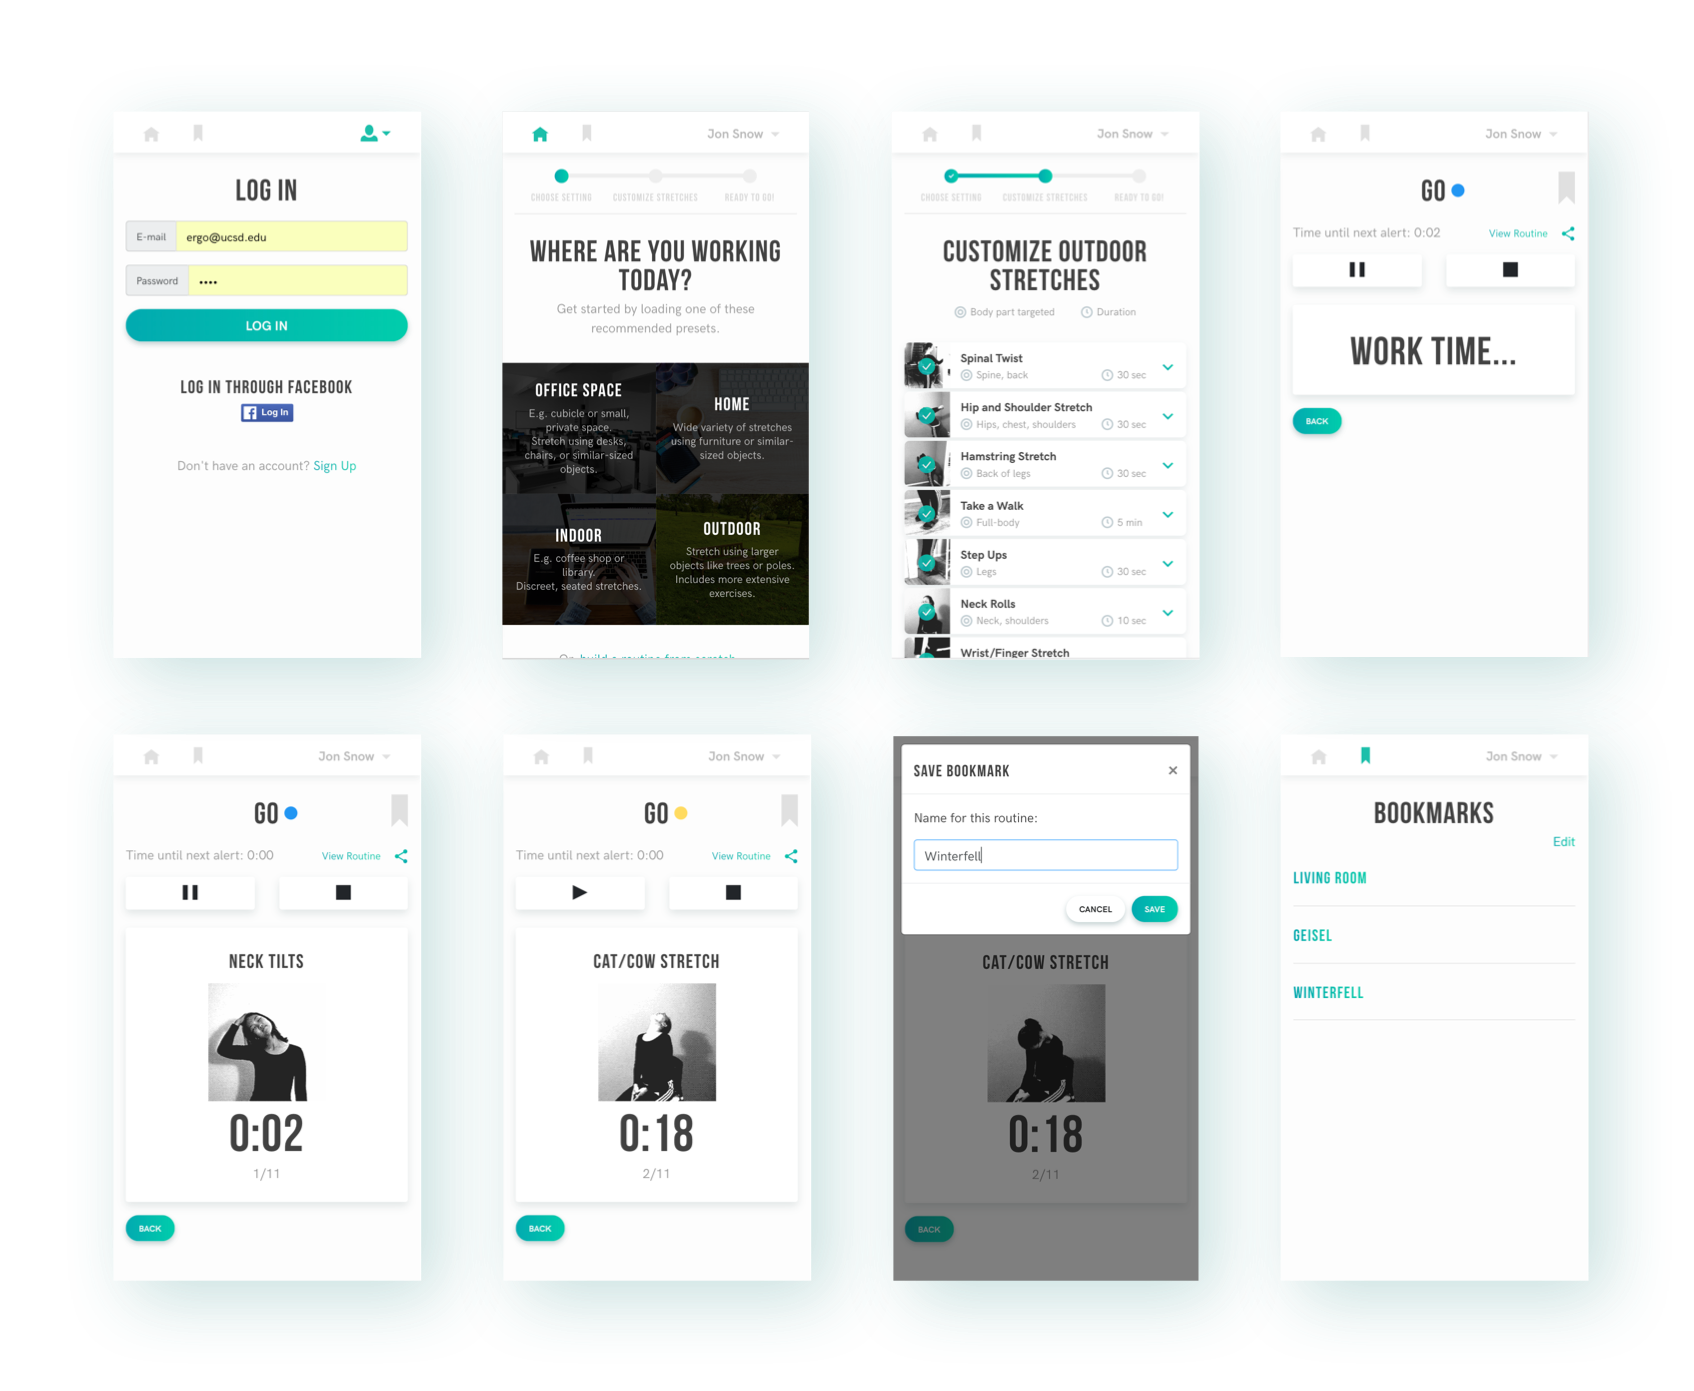 LOG IN
E-mail
ergo@ucsd.edu
Password
••••
LOG IN
LOG IN THROUGH FACEBOOK
Log In
Don't have an account? Sign Up
Jon Snow
CHOOSE SETTING
CUSTOMIZE STRETCHES
READY TO GO!
WHERE ARE YOU WORKING
TODAY?
Get started by loading one of these
recommended presets.
OFFICE SPACE
E.g. cubicle or small,
private space.
Stretch using desks,
chairs, or similar-sized
objects.
HOME
Wide variety of stretches
using furniture or similar-
sized objects.
INDOOR
E.g. coffee shop or
library.
Discreet, seated stretches.
OUTDOOR
Stretch using larger
objects like trees or poles.
Includes more extensive
exercises.
Or build a routine from scratch
Jon Snow
CHOOSE SETTING
CUSTOMIZE STRETCHES
READY TO GO!
CUSTOMIZE OUTDOOR
STRETCHES
Body part targeted
Duration
Spinal Twist
Spine, back
30 sec
Hip and Shoulder Stretch
Hips, chest, shoulders
30 sec
Hamstring Stretch
Back of legs
30 sec
Take a Walk
Full-body
5 min
Step Ups
Legs
30 sec
Neck Rolls
Neck, shoulders
10 sec
Wrist/Finger Stretch
Jon Snow
GO
Time until next alert: 0:02
View Routine
WORK TIME...
BACK
Jon Snow
GO
Time until next alert: 0:00
View Routine
NECK TILTS
0:02
1/11
BACK
Jon Snow
GO
Time until next alert: 0:00
View Routine
CAT/COW STRETCH
0:18
2/11
BACK
SAVE BOOKMARK
×
Name for this routine:
Winterfell
CANCEL
SAVE
CAT/COW STRETCH
0:18
2/11
BACK
Jon Snow
BOOKMARKS
Edit
LIVING ROOM
GEISEL
WINTERFELL